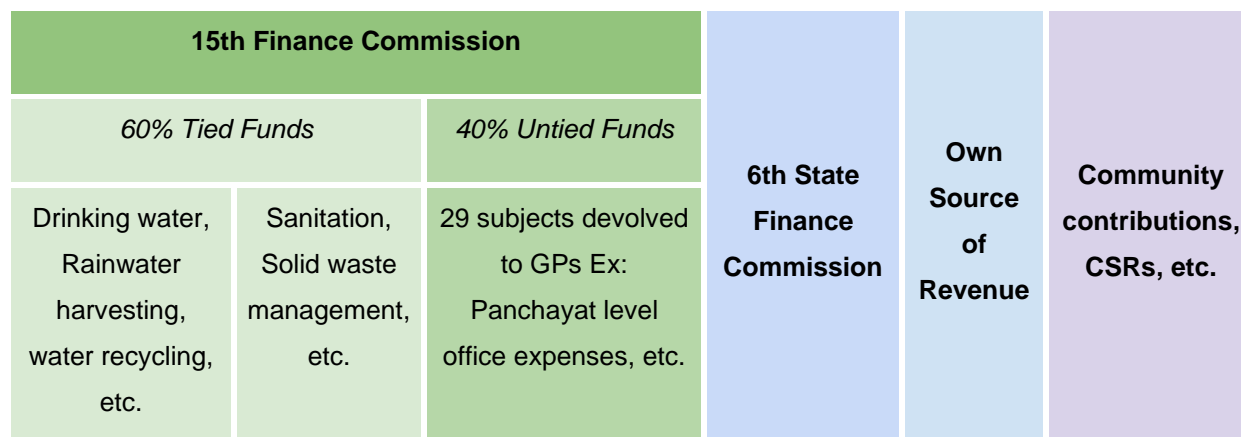 15th Finance Commission
60% Tied Funds
40% Untied Funds
Drinking water,
Rainwater
harvesting,
water recycling,
etc.
Sanitation,
Solid waste
management,
etc.
29 subjects devolved
to GPs Ex:
Panchayat level
office expenses, etc.
6th State
Finance
Commission
Own
Source
of
Revenue
Community
contributions,
CSRs, etc.